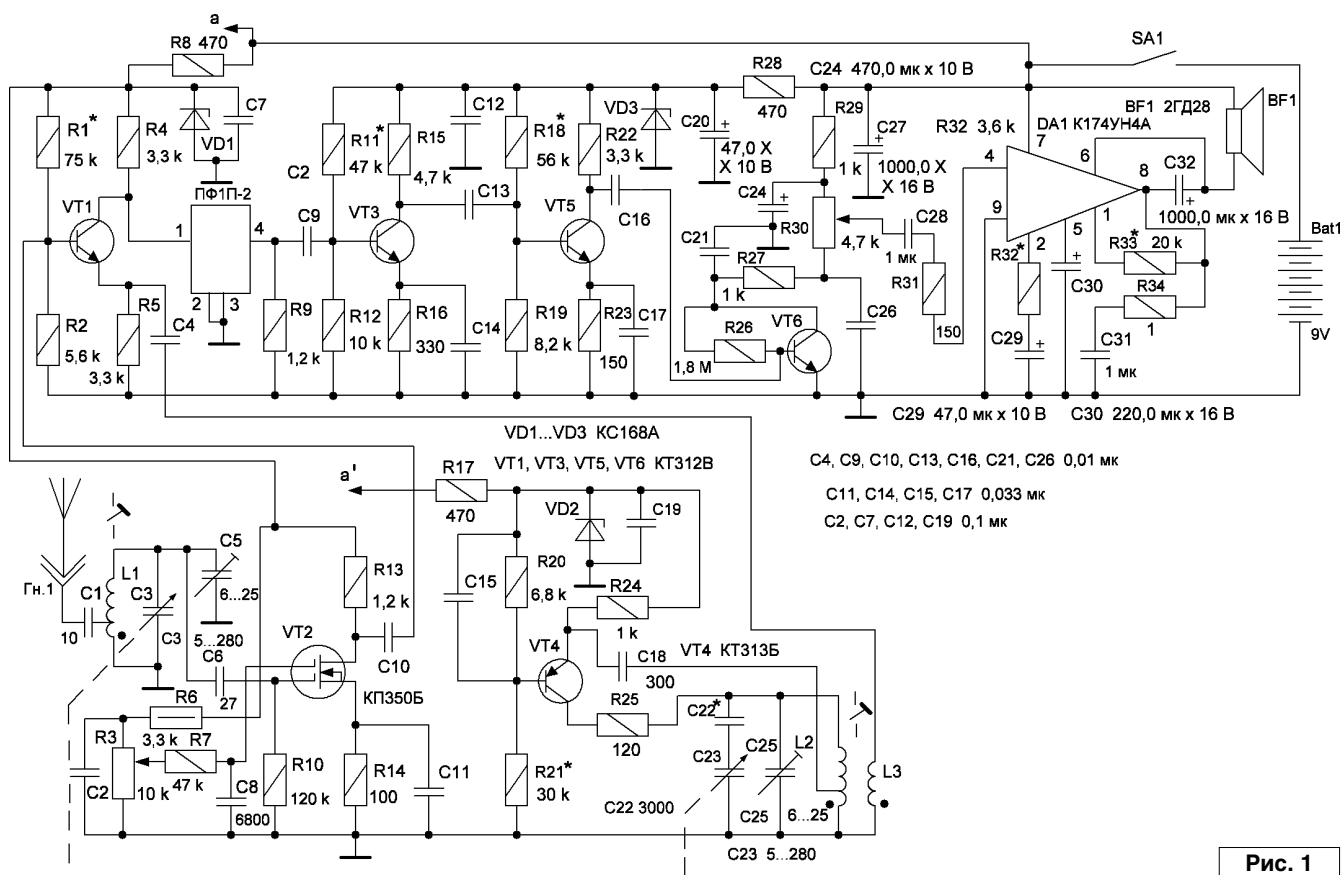 a
R8 470
R1*
75 k
R4
3,3 k
VD1
C7
ПФ1П-2
VT1
1
4
2
3
R2
5,6 k
R5
3,3 k
C4
R9
1,2 k
C9
C2
R11*
47 k
R15
4,7 k
C12
VT3
R12
10 k
R16
330
C14
C13
R18*
56 k
R22
3,3 k
VT5
R19
8,2 k
R23
150
C17
C16
VD3
C20
47,0 Х
Х 10 В
R28
470
C24 470,0 мк х 10 В
R29
1 k
C27
1000,0 Х
Х 16 В
C24
R30
4,7 k
C21
R27
1 k
R26
1,8 М
VT6
C26
C28
1 мк
R31
150
R32 3,6 k
DA1 К174УН4А
4
7
6
8
9
2
5
1
R32*
C29
C30
R33*
20 k
R34
1
C31
1 мк
C32
1000,0 мк х 16 В
BF1 2ГД28
BF1
SA1
Bat1
9V
C29 47,0 мк х 10 В
C30 220,0 мк х 16 В
VD1...VD3 КС168А
VT1, VT3, VT5, VT6 КТ312В
C4, C9, C10, C13, C16, C21, C26 0,01 мк
C11, C14, C15, C17 0,033 мк
C2, C7, C12, C19 0,1 мк
Гн.1
C1
10
L1
C3
C3
C5
6...25
5...280
C6
27
R6
3,3 k
R3
10 k
C2
R7
47 k
C8
6800
R10
120 k
VT2
КП350Б
R13
1,2 k
C10
R14
100
C11
a'
R17
470
C15
R20
6,8 k
VD2
C19
R24
1 k
VT4
VT4 КТ313Б
C18
300
R25
120
R21*
30 k
C22*
C22 3000
C23
C23 5...280
C25
C25
L2
6...25
L3
Рис. 1